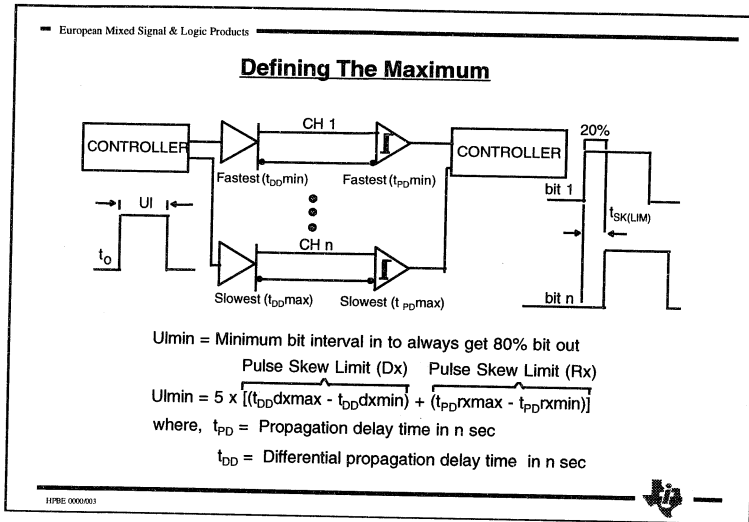 European Mixed Signal & Logic Products
Defining The Maximum
CH 1
20%
CONTROLLER
CONTROLLER
Fastest (tDDmin)
Fastest (tPDmin)
bit 1
UI
tSK(LIM)
CH n
to
Slowest (tDDmax)
Slowest (t PDmax)
bit n
UImin = Minimum bit interval in to always get 80% bit out
Pulse Skew Limit (Dx) Pulse Skew Limit (Rx)
UImin = 5 x [(tDDdxmax - tDDdxmin) + (tPDrxmax - tPDrxmin)]
where, tPD = Propagation delay time in n sec
tDD = Differential propagation delay time in n sec
HPBE 0000/003